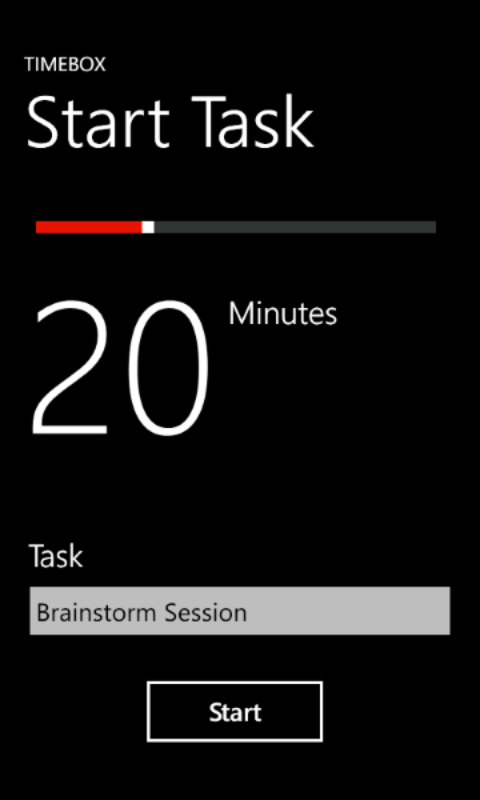 TIMEBOX
Start Task
20 Minutes
Task
Brainstorm Session
Start